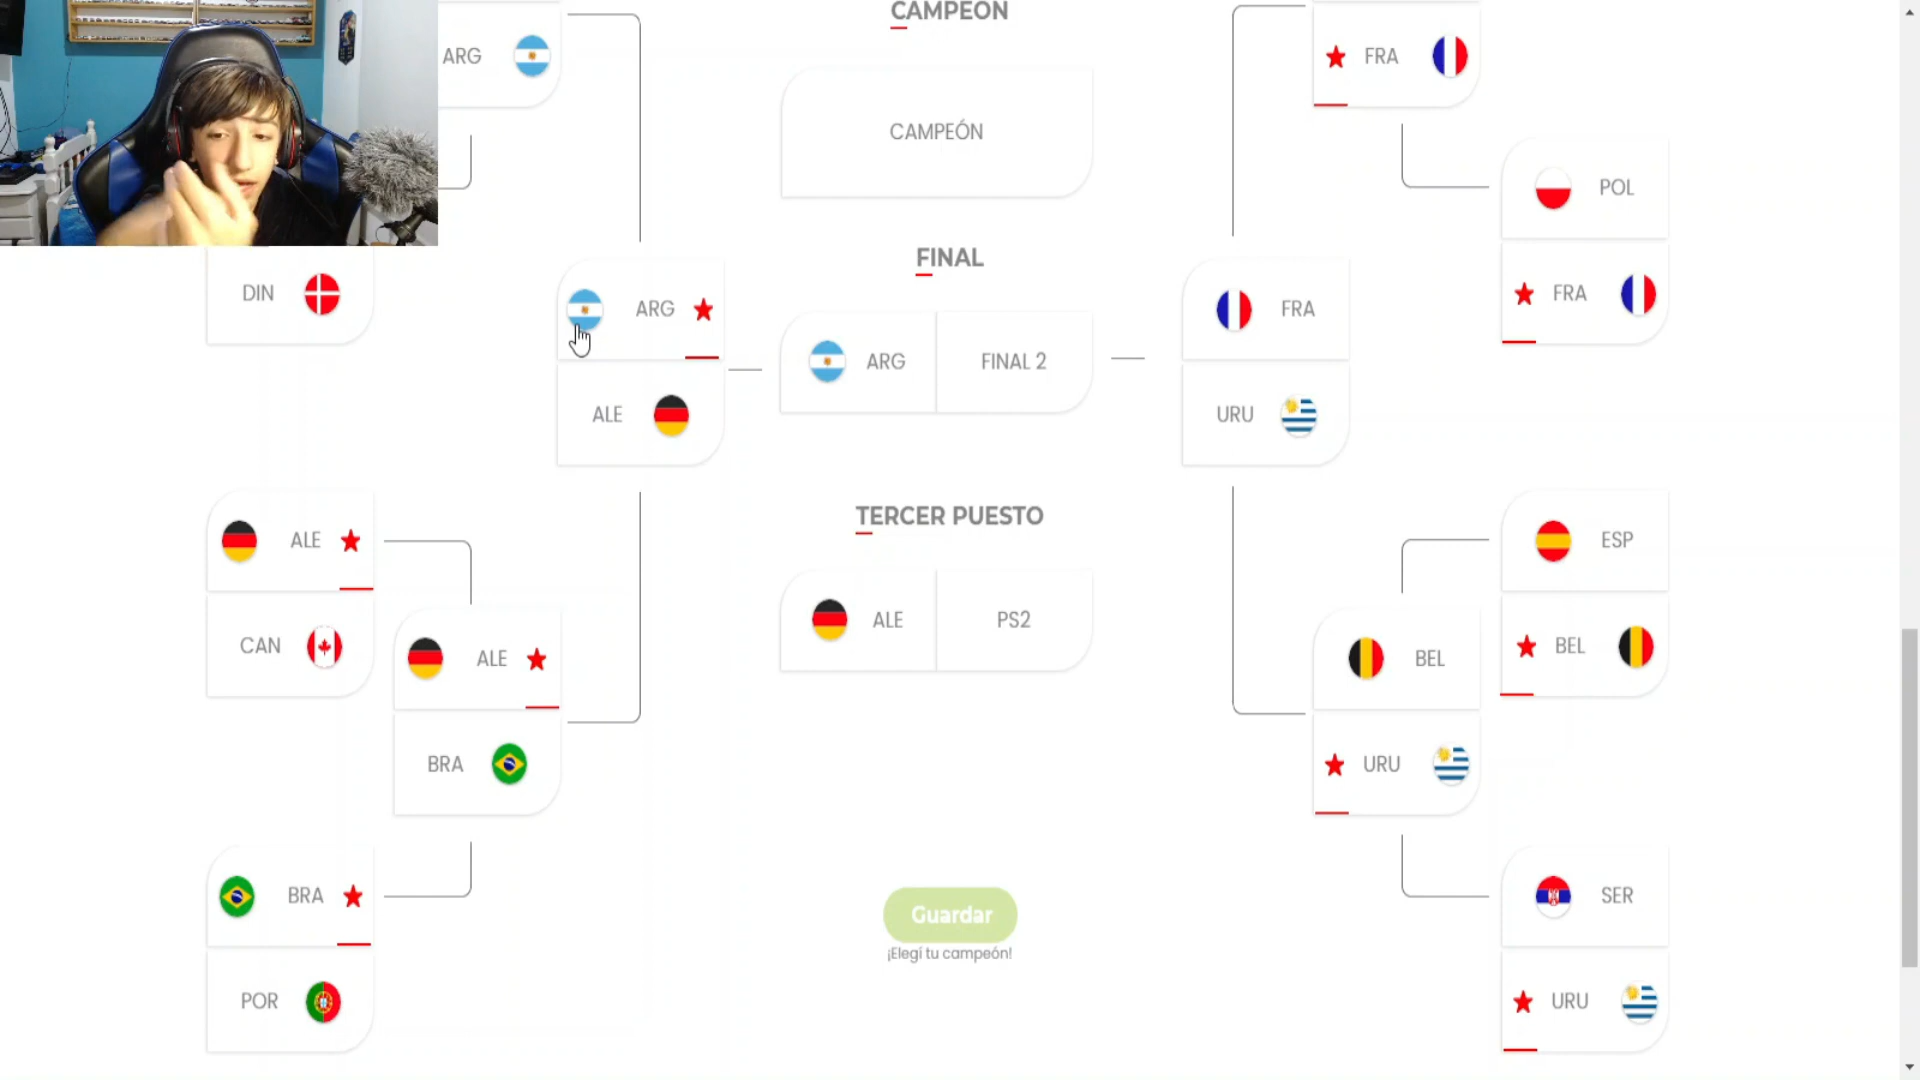 CAMPEÓN
ARG
FRA
CAMPEÓN
POL
FINAL
DIN
ARG
FRA
FRA
ARG
FINAL 2
ALE
URU
TERCER PUESTO
ALE
ESP
ALE
PS2
CAN
BEL
ALE
BEL
BRA
URU
BRA
SER
Guardar
¡Elegí tu campeón!
POR
URU